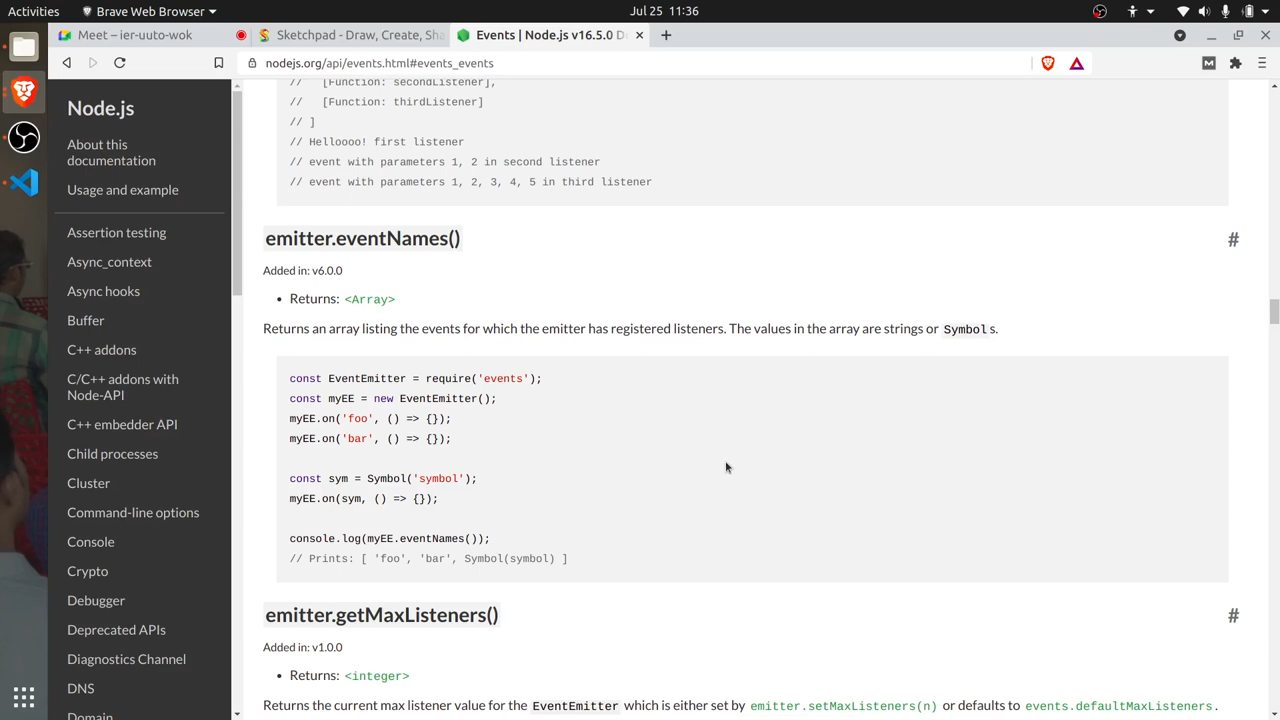 Activities
Brave Web Browser
Jul 25 11:36
Meet – ier-uuto-wok
Sketchpad - Draw, Create, Sha
Events | Node.js v16.5.0 D
nodejs.org/api/events.html#events_events
Node.js
About this
documentation
Usage and example
Assertion testing
Async_context
Async hooks
Buffer
C++ addons
C/C++ addons with
Node-API
C++ embedder API
Child processes
Cluster
Command-line options
Console
Crypto
Debugger
Deprecated APIs
Diagnostics Channel
DNS
Domain
//   [Function: secondListener],
//   [Function: thirdListener]
// ]
// Helloooo! first listener
// event with parameters 1, 2 in second listener
// event with parameters 1, 2, 3, 4, 5 in third listener
emitter.eventNames()
#
Added in: v6.0.0
• Returns: <Array>
Returns an array listing the events for which the emitter has registered listeners. The values in the array are strings or Symbols.
const EventEmitter = require('events');
const myEE = new EventEmitter();
myEE.on('foo', () => {});
myEE.on('bar', () => {});
const sym = Symbol('symbol');
myEE.on(sym, () => {});
console.log(myEE.eventNames());
// Prints: [ 'foo', 'bar', Symbol(symbol) ]
emitter.getMaxListeners()
#
Added in: v1.0.0
• Returns: <integer>
Returns the current max listener value for the EventEmitter which is either set by emitter.setMaxListeners(n) or defaults to events.defaultMaxListeners.